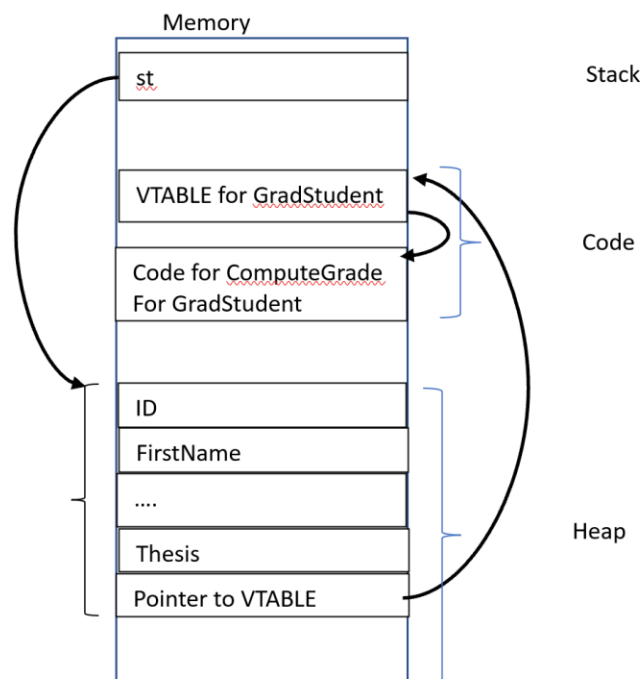 Memory
st
Stack
VTABLE for GradStudent
Code
Code for ComputeGrade
For GradStudent
ID
FirstName
....
Heap
Thesis
Pointer to VTABLE